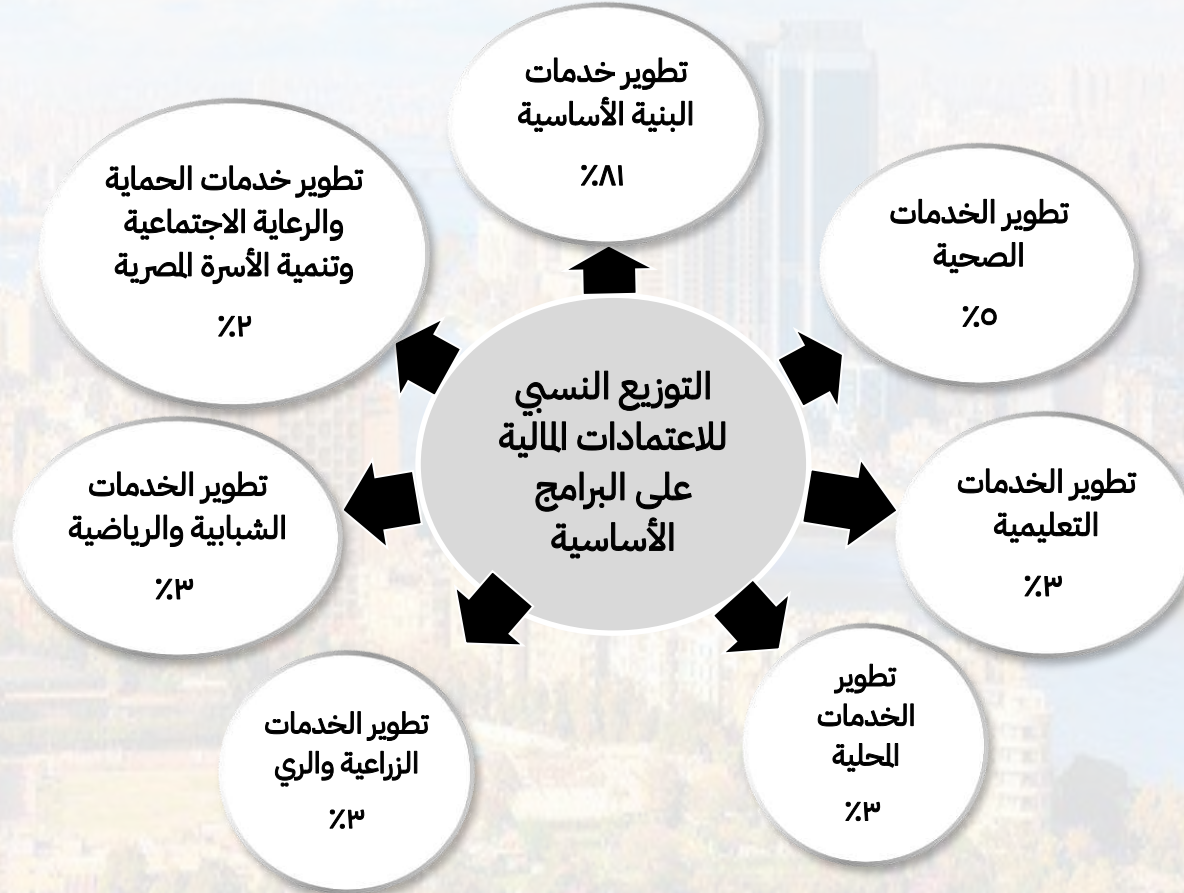 التوزيع النسبي
للاعتمادات المالية
على البرامج
الأساسية
تطوير خدمات
البنية الأساسية
٪٨١
تطوير الخدمات
الصحية
٪٥
تطوير الخدمات
التعليمية
٪٣
تطوير
الخدمات
المحلية
٪٣
تطوير الخدمات
الزراعية والري
٪٣
تطوير الخدمات
الشبابية والرياضية
٪٣
تطوير خدمات الحماية
والرعاية الاجتماعية
وتنمية الأسرة المصرية
٪٢